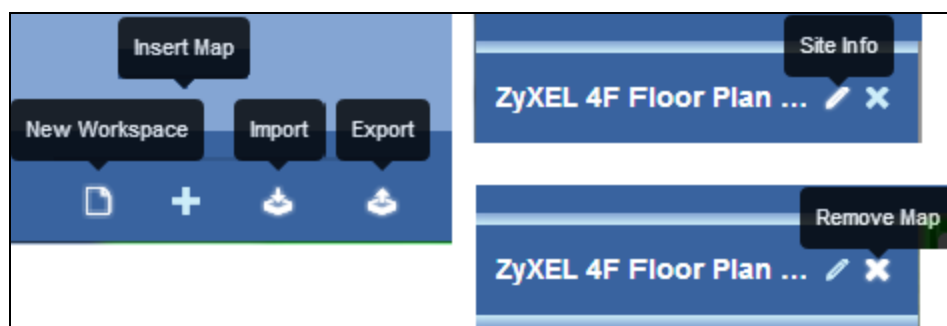 Insert Map
New Workspace
Import
Export
Site Info
ZyXEL 4F Floor Plan ...
Remove Map
ZyXEL 4F Floor Plan ...